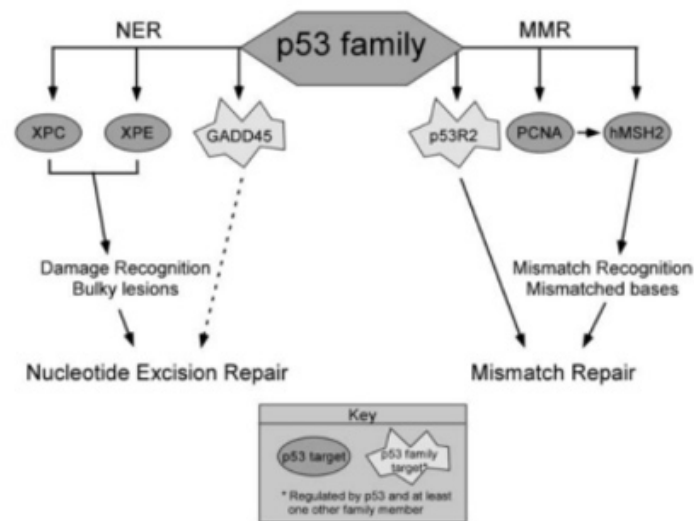 NER
p53 family
MMR
XPC
XPE
GADD45
p53R2
PCNA
hMSH2
Damage Recognition
Bulky lesions
Mismatch Recognition
Mismatched bases
Nucleotide Excision Repair
Mismatch Repair
Key
p53 target
p53 family
target*
* Regulated by p53 and at least
one other family member